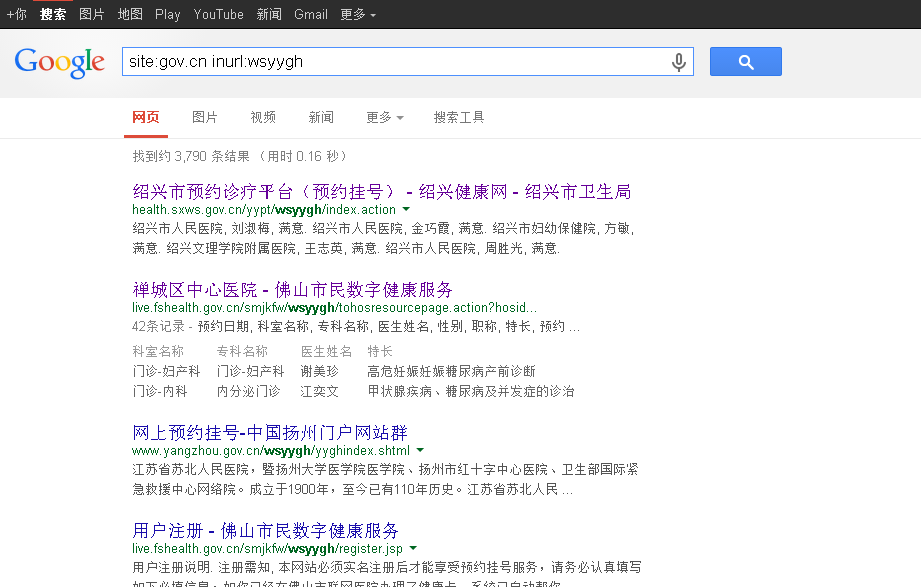 +你 搜索 图片 地图 Play YouTube 新闻 Gmail 更多
Google site:gov.cn inurl:wsyygh
网页 图片 视频 新闻 更多 搜索工具
找到约 3,790 条结果 （用时 0.16 秒）
绍兴市预约诊疗平台（预约挂号） - 绍兴健康网 - 绍兴市卫生局
health.sxws.gov.cn/yypt/wsyygh/index.action
绍兴市人民医院, 刘淑梅, 满意. 绍兴市人民医院, 金巧霞, 满意. 绍兴市妇幼保健院, 方敏,
满意. 绍兴文理学院附属医院, 王志英, 满意. 绍兴市人民医院, 周胜光, 满意.
禅城区中心医院 - 佛山市民数字健康服务
live.fshealth.gov.cn/smjkfw/wsyygh/tohosresourcepage.action?hosid...
42条记录 - 预约日期, 科室名称, 专科名称, 医生姓名, 性别, 职称, 特长, 预约 ...
科室名称 专科名称 医生姓名 特长
门诊-妇产科 门诊-妇产科 谢美珍 高危妊娠妊娠糖尿病产前诊断
门诊-内科 内分泌门诊 江奕文 甲状腺疾病、糖尿病及并发症的诊治
网上预约挂号-中国扬州门户网站群
www.yangzhou.gov.cn/wsyygh/yyghindex.shtml
江苏省苏北人民医院，暨扬州大学医学院医学院、扬州市红十字中心医院、卫生部国际紧
急救援中心网络院。成立于1900年，至今已有110年历史。江苏省苏北人民 ...
用户注册 - 佛山市民数字健康服务
live.fshealth.gov.cn/smjkfw/wsyygh/register.jsp
用户注册说明. 注册需知, 本网站必须实名注册后才能享受预约挂号服务，请务必认真填写